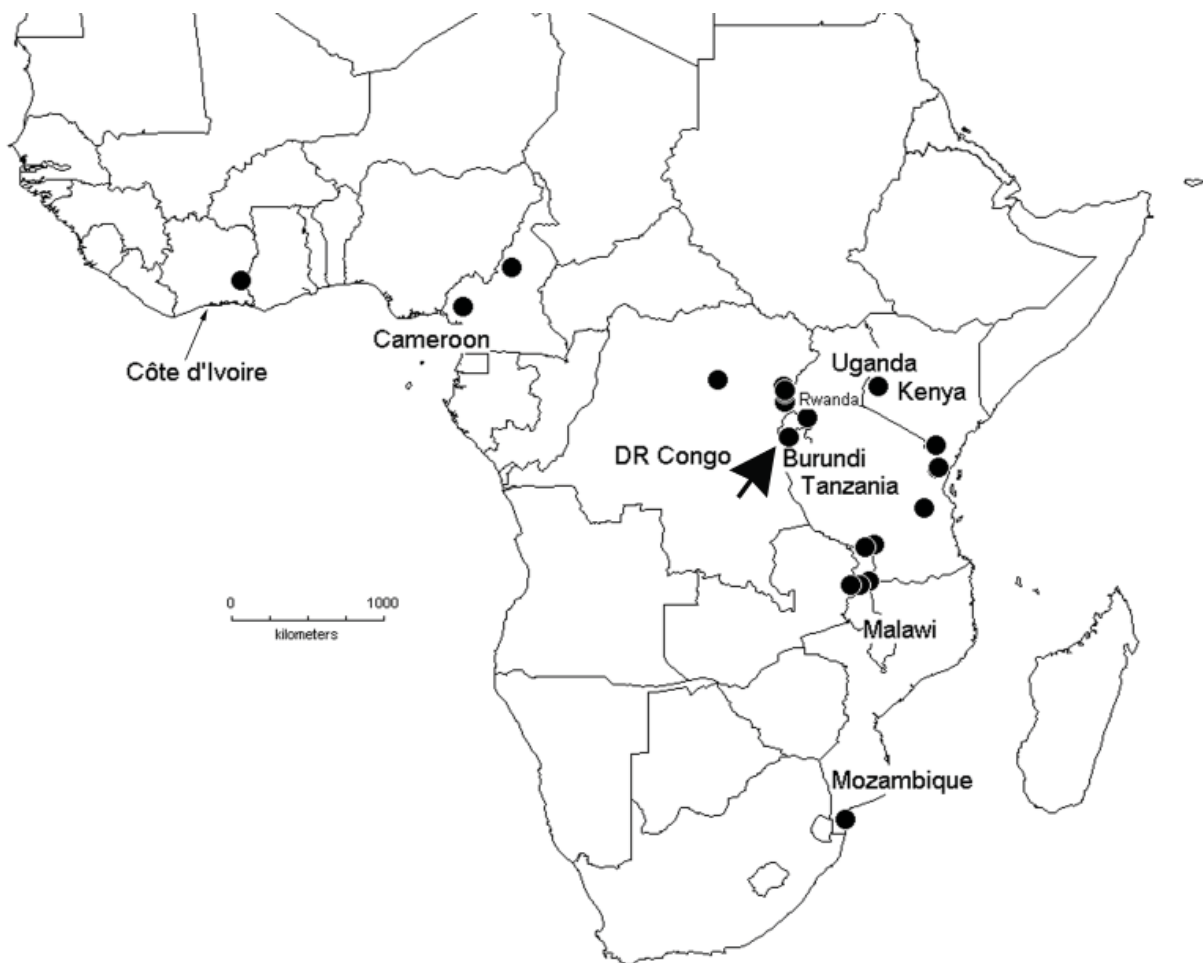 Cameroon
Côte d'Ivoire
Uganda
Kenya
Rwanda
DR Congo
Burundi
Tanzania
0 1000
kilometers
Malawi
Mozambique